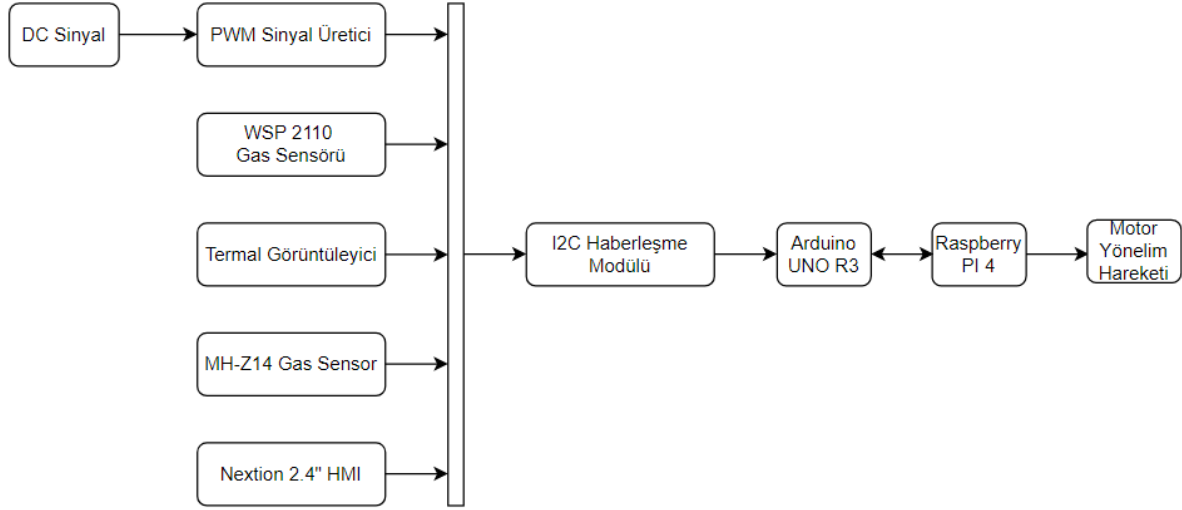 DC Sinyal
PWM Sinyal Üretici
WSP 2110
Gas Sensörü
Termal Görüntüleyici
MH-Z14 Gas Sensor
Nextion 2.4" HMI
I2C Haberleşme
Modülü
Arduino
UNO R3
Raspberry
PI 4
Motor
Yönelim
Hareketi